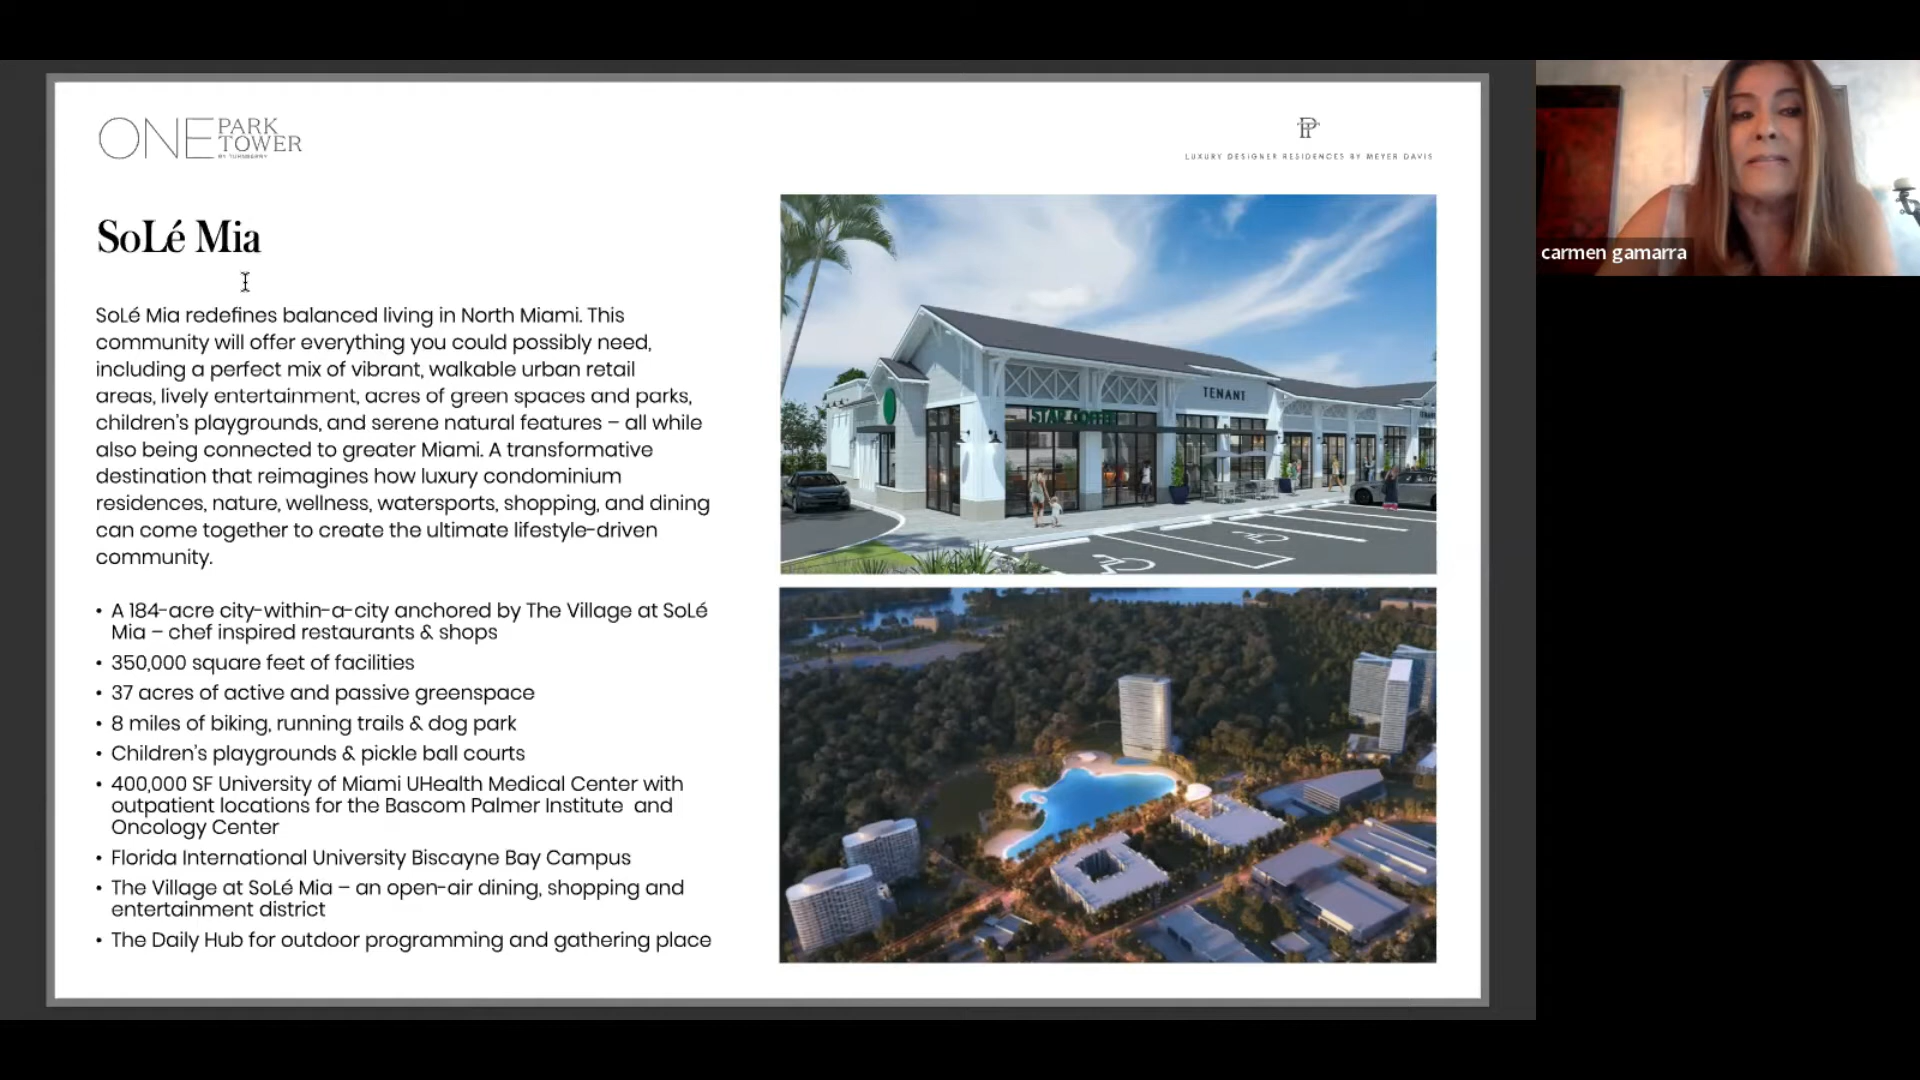 ONE PARK TOWER
BY TURNBERRY
LUXURY DESIGNER RESIDENCES BY MEYER DAVIS
SoLé Mia
SoLé Mia redefines balanced living in North Miami. This
community will offer everything you could possibly need,
including a perfect mix of vibrant, walkable urban retail
areas, lively entertainment, acres of green spaces and parks,
children's playgrounds, and serene natural features – all while
also being connected to greater Miami. A transformative
destination that reimagines how luxury condominium
residences, nature, wellness, watersports, shopping, and dining
can come together to create the ultimate lifestyle-driven
community.
• A 184-acre city-within-a-city anchored by The Village at SoLé
Mia – chef inspired restaurants & shops
• 350,000 square feet of facilities
• 37 acres of active and passive greenspace
• 8 miles of biking, running trails & dog park
• Children's playgrounds & pickle ball courts
• 400,000 SF University of Miami UHealth Medical Center with
outpatient locations for the Bascom Palmer Institute  and
Oncology Center
• Florida International University Biscayne Bay Campus
• The Village at SoLé Mia – an open-air dining, shopping and
entertainment district
• The Daily Hub for outdoor programming and gathering place
STAR COFFEE
TENANT
carmen gamarra